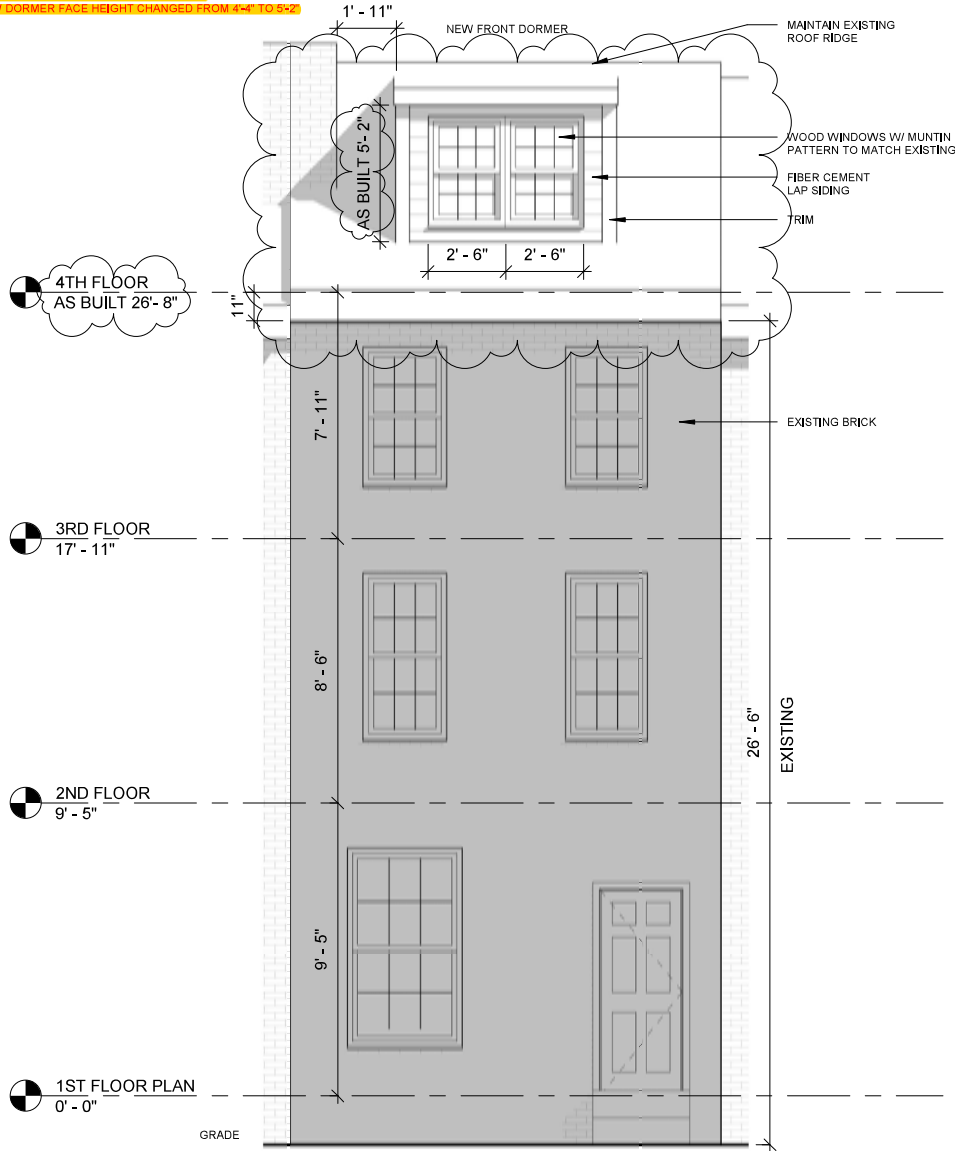 DORMER FACE HEIGHT CHANGED FROM 4'-4" TO 5'-2"
1' - 11"
NEW FRONT DORMER
MAINTAIN EXISTING
ROOF RIDGE
AS BUILT 5'- 2"
WOOD WINDOWS W/ MUNTIN
PATTERN TO MATCH EXISTING
FIBER CEMENT
LAP SIDING
TRIM
2' - 6"
2' - 6"
4TH FLOOR
AS BUILT 26'- 8"
11"
7' - 11"
EXISTING BRICK
3RD FLOOR
17' - 11"
8' - 6"
26' - 6"
EXISTING
2ND FLOOR
9' - 5"
9' - 5"
1ST FLOOR PLAN
0' - 0"
GRADE